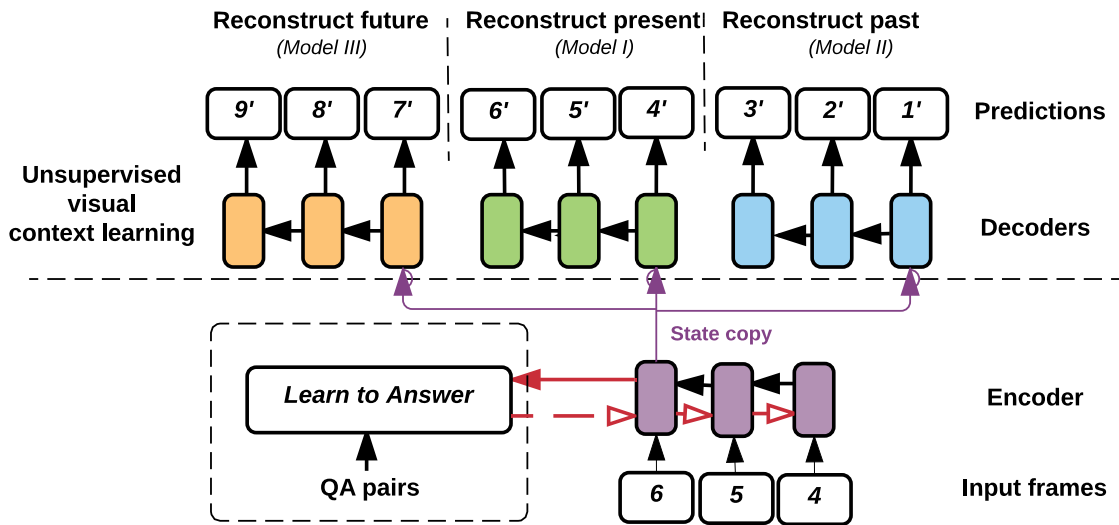 Reconstruct future
(Model III)
Reconstruct present
(Model I)
Reconstruct past
(Model II)
9'
8'
7'
6'
5'
4'
3'
2'
1'
Predictions
Unsupervised
visual
context learning
Decoders
State copy
Learn to Answer
Encoder
QA pairs
6
5
4
Input frames